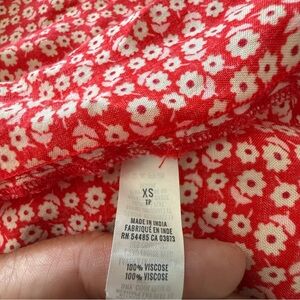 XS
TP
MADE IN INDIA
FABRIQUÉ EN INDE
RN 54485 CA 03673
100% VISCOSE
100% VISCOSE